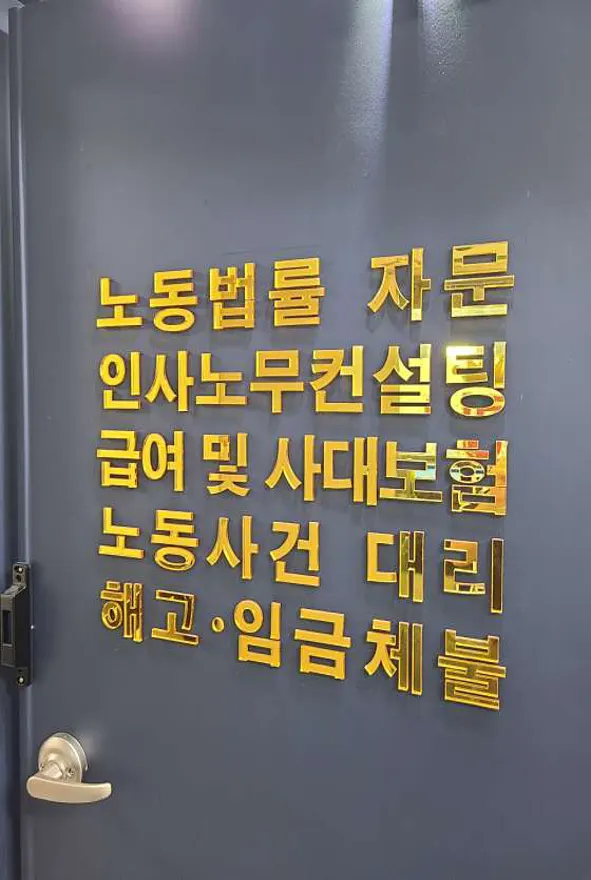 노동법률 자문
인사노무컨설팅
급여 및 사대보험
노동사건 대리
해고·임금체불